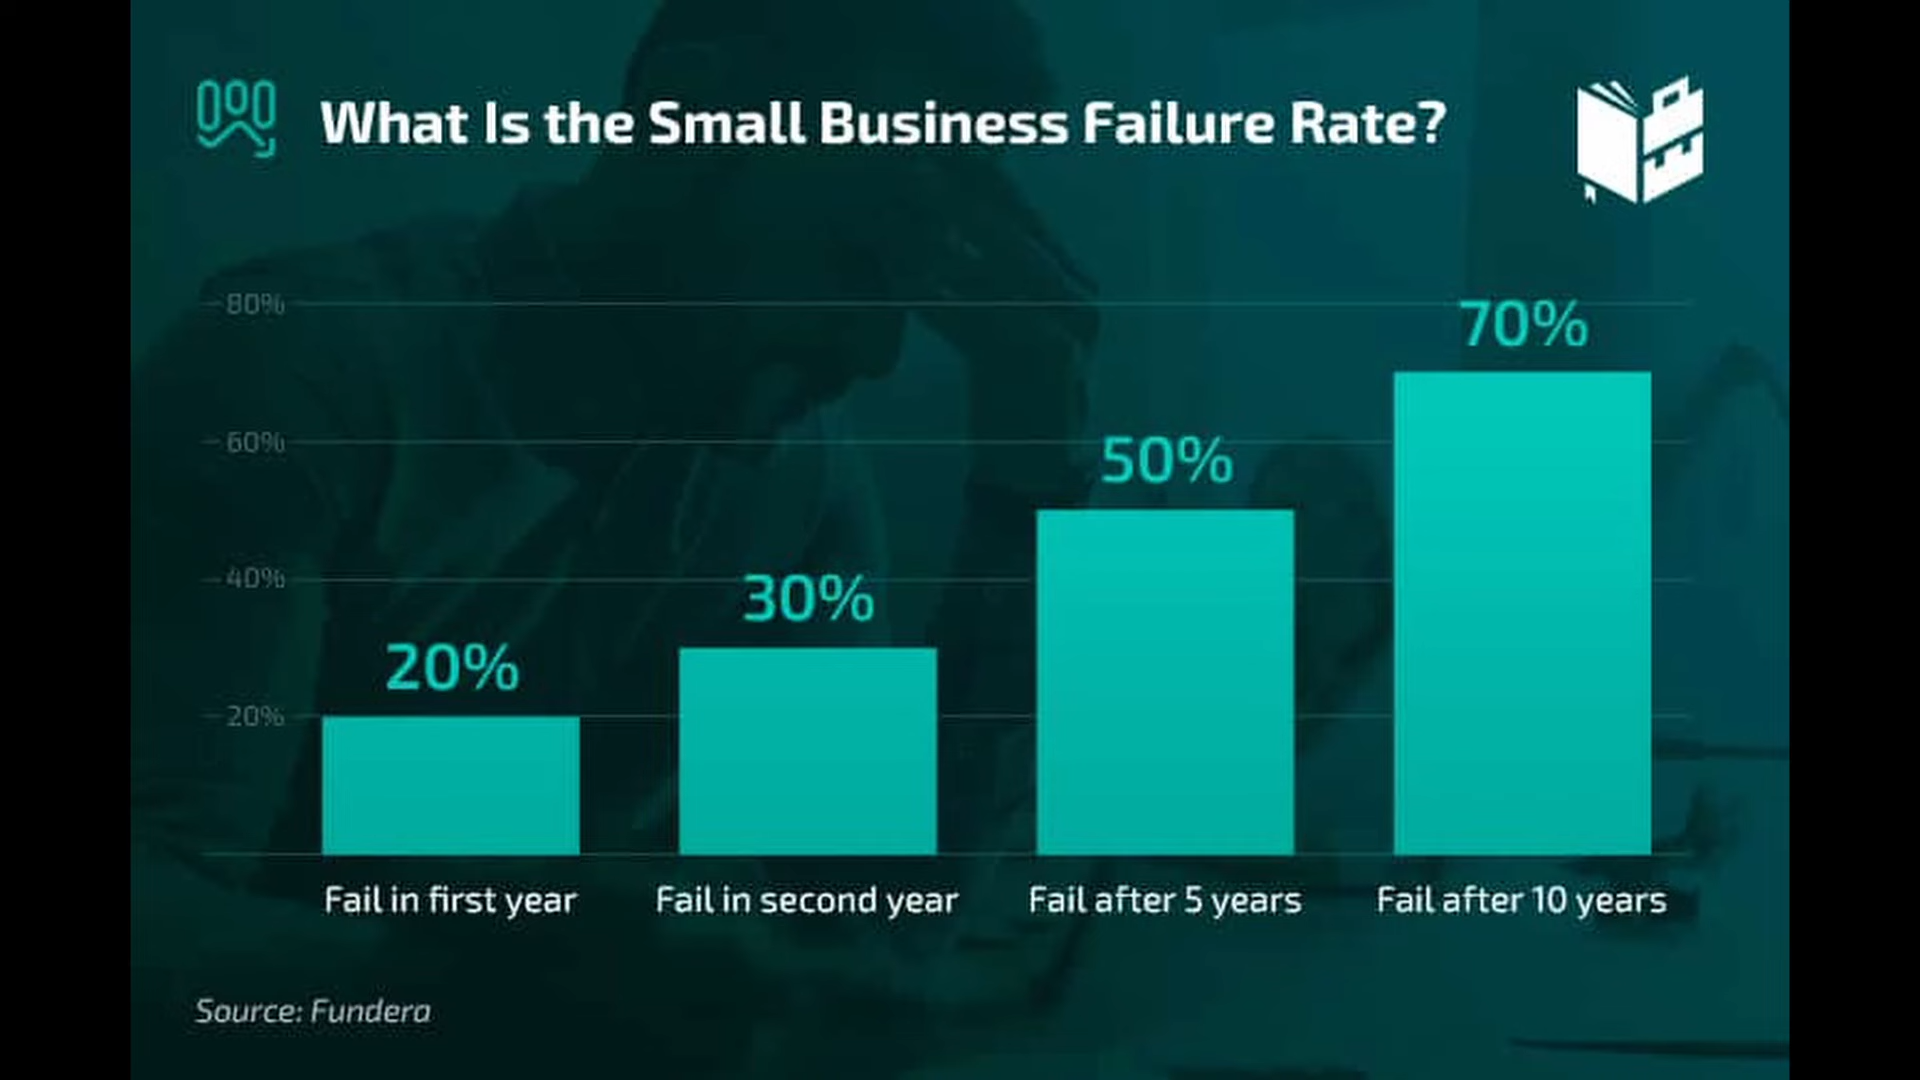 What Is the Small Business Failure Rate?
80%
70%
60%
50%
40%
30%
20%
20%
Fail in first year
Fail in second year
Fail after 5 years
Fail after 10 years
Source: Fundera